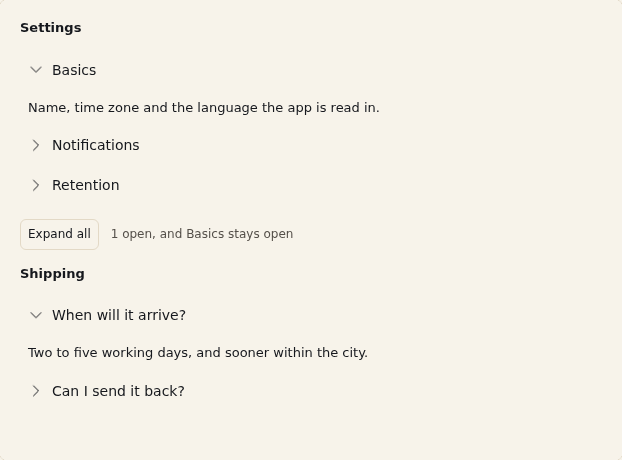 Settings
Basics
Name, time zone and the language the app is read in.
Notifications
Retention
Expand all
1 open, and Basics stays open
Shipping
When will it arrive?
Two to five working days, and sooner within the city.
Can I send it back?